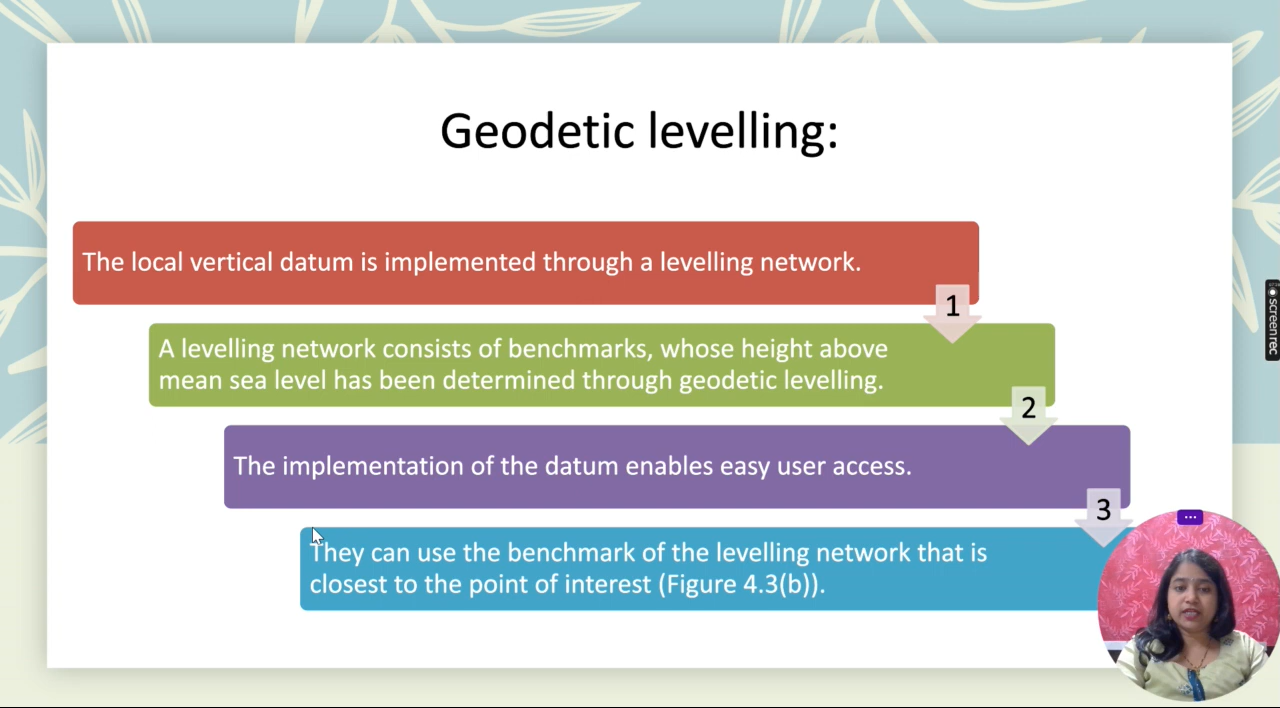 Geodetic levelling:
The local vertical datum is implemented through a levelling network.
1
A levelling network consists of benchmarks, whose height above
mean sea level has been determined through geodetic levelling.
2
The implementation of the datum enables easy user access.
3
They can use the benchmark of the levelling network that is
closest to the point of interest (Figure 4.3(b)).
screenrec